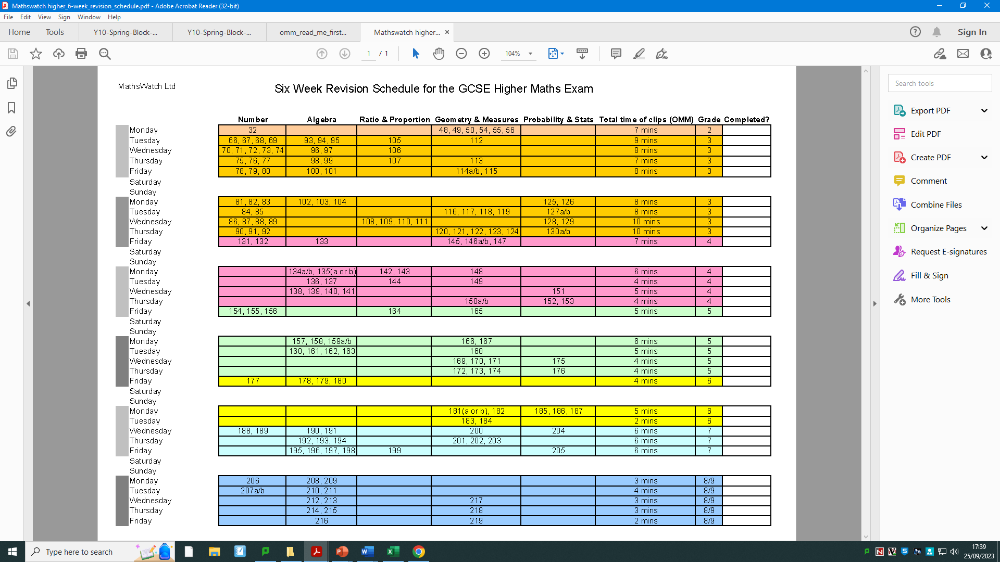 Mathswatch higher_6-week_revision_schedule.pdf - Adobe Acrobat Reader (32-bit)
File Edit View Sign Window Help
Home Tools Y10-Spring-Block-... Y10-Spring-Block-... omm_read_me_first... Mathswatch higher... × Sign In
1 / 1 104%
MathsWatch Ltd
Six Week Revision Schedule for the GCSE Higher Maths Exam
Number Algebra Ratio & Proportion Geometry & Measures Probability & Stats Total time of clips (OMM) Grade Completed?
Monday 32 48, 49, 50, 54, 55, 56 7 mins 2
Tuesday 66, 67, 68, 69 93, 94, 95 105 112 9 mins 3
Wednesday 70, 71, 72, 73, 74 96, 97 106 8 mins 3
Thursday 75, 76, 77 98, 99 107 113 7 mins 3
Friday 78, 79, 80 100, 101 114a/b, 115 8 mins 3
Saturday
Sunday
Monday 81, 82, 83 102, 103, 104 125, 126 8 mins 3
Tuesday 84, 85 116, 117, 118, 119 127a/b 8 mins 3
Wednesday 86, 87, 88, 89 108, 109, 110, 111 128, 129 10 mins 3
Thursday 90, 91, 92 120, 121, 122, 123, 124 130a/b 10 mins 3
Friday 131, 132 133 145, 146a/b, 147 7 mins 4
Saturday
Sunday
Monday 134a/b, 135(a or b) 142, 143 148 6 mins 4
Tuesday 136, 137 144 149 4 mins 4
Wednesday 138, 139, 140, 141 151 5 mins 4
Thursday 150a/b 152, 153 4 mins 4
Friday 154, 155, 156 164 165 5 mins 5
Saturday
Sunday
Monday 157, 158, 159a/b 166, 167 6 mins 5
Tuesday 160, 161, 162, 163 168 5 mins 5
Wednesday 169, 170, 171 175 4 mins 5
Thursday 172, 173, 174 176 4 mins 5
Friday 177 178, 179, 180 4 mins 6
Saturday
Sunday
Monday 181(a or b), 182 185, 186, 187 5 mins 6
Tuesday 183, 184 2 mins 6
Wednesday 188, 189 190, 191 200 204 6 mins 7
Thursday 192, 193, 194 201, 202, 203 6 mins 7
Friday 195, 196, 197, 198 199 205 6 mins 7
Saturday
Sunday
Monday 206 208, 209 3 mins 8/9
Tuesday 207a/b 210, 211 4 mins 8/9
Wednesday 212, 213 217 3 mins 8/9
Thursday 214, 215 218 3 mins 8/9
Friday 216 219 2 mins 8/9
Search tools
Export PDF
Edit PDF
Create PDF
Comment
Combine Files
Organize Pages
Request E-signatures
Fill & Sign
More Tools
Type here to search
17:39
25/09/2023